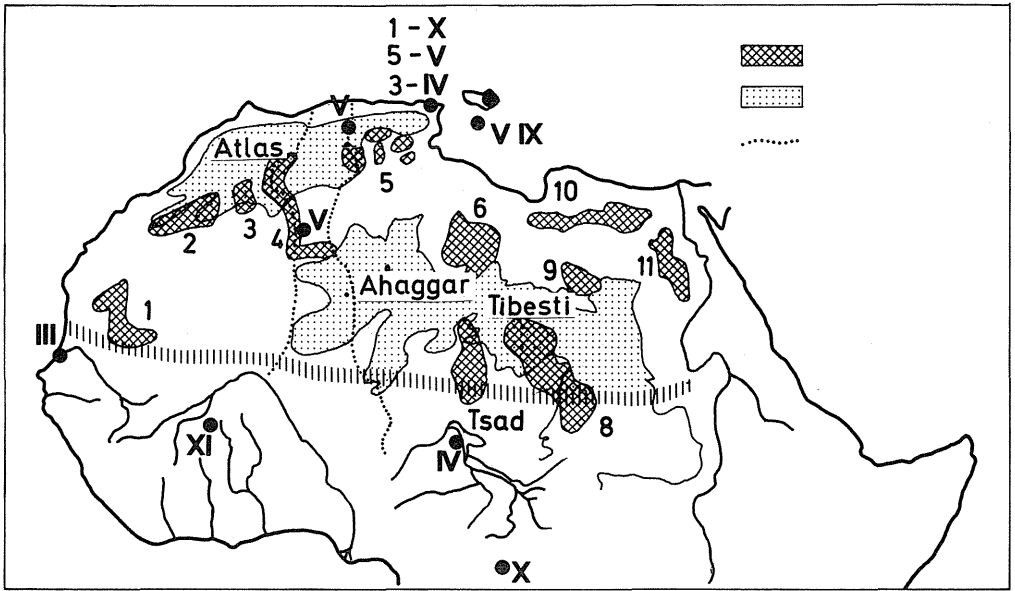 1 - X
5 - V
3 - IV
V
V IX
Atlas
5
10
6
2
3
4
V
9
11
Ahaggar
Tibesti
1
III
Tsad
8
XI
IV
X